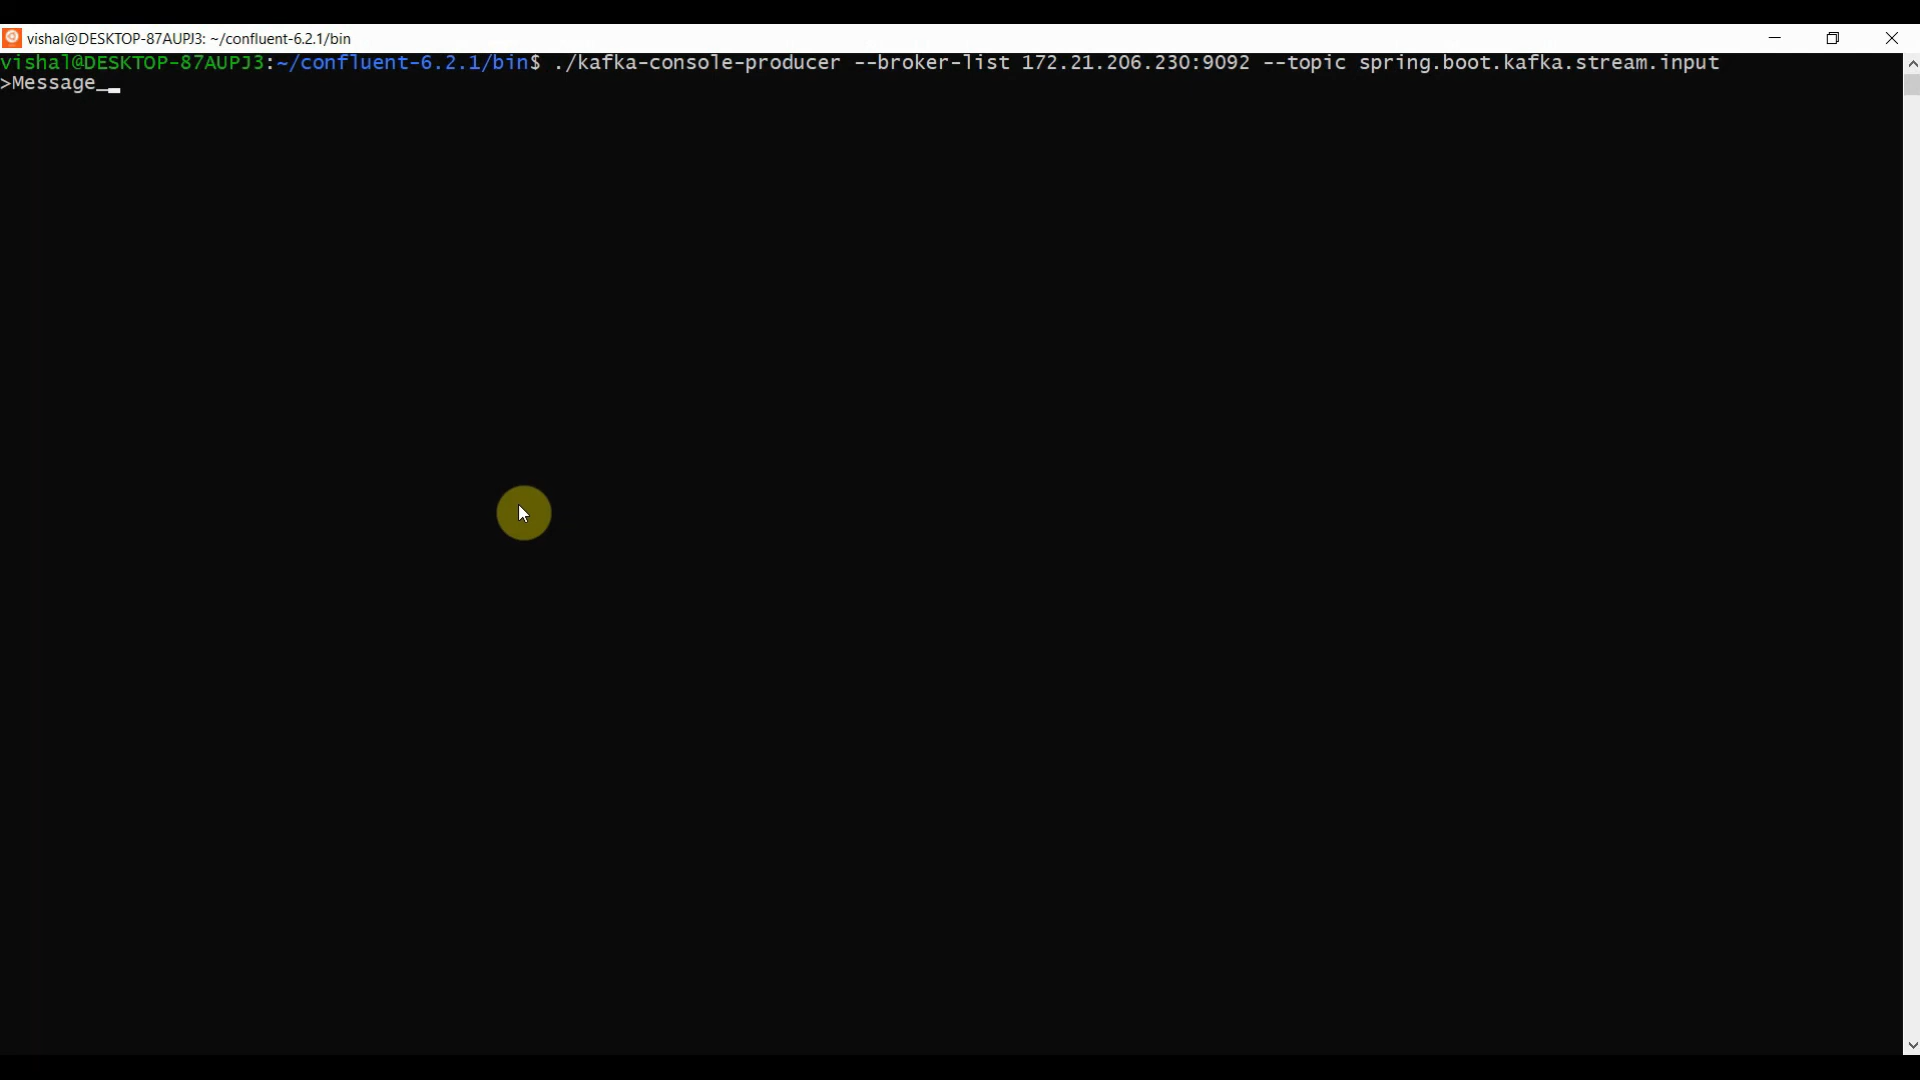 vishal@DESKTOP-87AUPJ3: ~/confluent-6.2.1/bin
vishal@DESKTOP-87AUPJ3:~/confluent-6.2.1/bin$ ./kafka-console-producer --broker-list 172.21.206.230:9092 --topic spring.boot.kafka.stream.input
>Message_